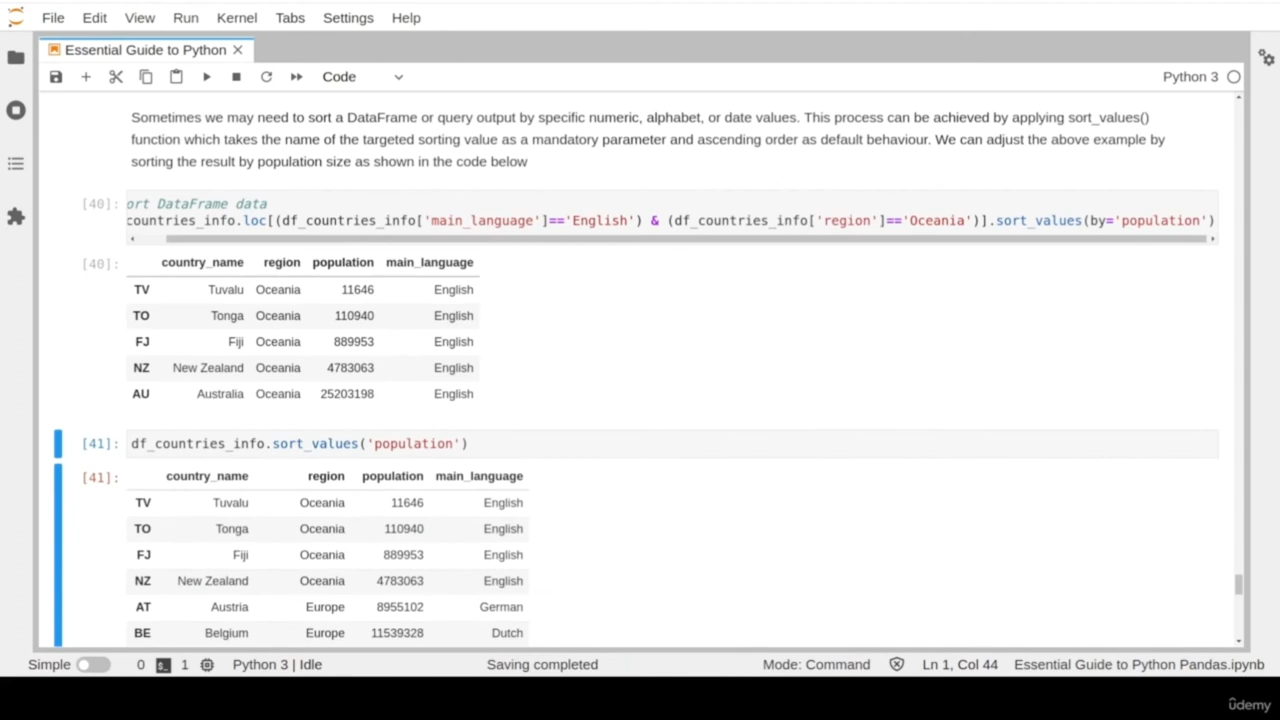 File Edit View Run Kernel Tabs Settings Help
Essential Guide to Python
Code
Python 3
Sometimes we may need to sort a DataFrame or query output by specific numeric, alphabet, or date values. This process can be achieved by applying sort_values()
function which takes the name of the targeted sorting value as a mandatory parameter and ascending order as default behaviour. We can adjust the above example by
sorting the result by population size as shown in the code below
[40]: ort DataFrame data
countries_info.loc[(df_countries_info['main_language']=='English') & (df_countries_info['region']=='Oceania')].sort_values(by='population')
[40]: country_name region population main_language
TV Tuvalu Oceania 11646 English
TO Tonga Oceania 110940 English
FJ Fiji Oceania 889953 English
NZ New Zealand Oceania 4783063 English
AU Australia Oceania 25203198 English
[41]: df_countries_info.sort_values('population')
[41]: country_name region population main_language
TV Tuvalu Oceania 11646 English
TO Tonga Oceania 110940 English
FJ Fiji Oceania 889953 English
NZ New Zealand Oceania 4783063 English
AT Austria Europe 8955102 German
BE Belgium Europe 11539328 Dutch
Simple 0 $_ 1 Python 3 | Idle Saving completed Mode: Command Ln 1, Col 44 Essential Guide to Python Pandas.ipynb
ûdemy